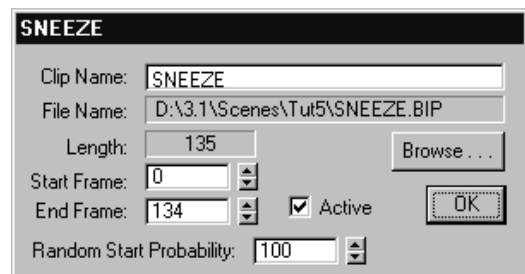 SNEEZE
Clip Name: SNEEZE
File Name: D:\3.1\Scenes\Tut5\SNEEZE.BIP
Length: 135
Browse . . .
Start Frame: 0
End Frame: 134
Active
OK
Random Start Probability: 100